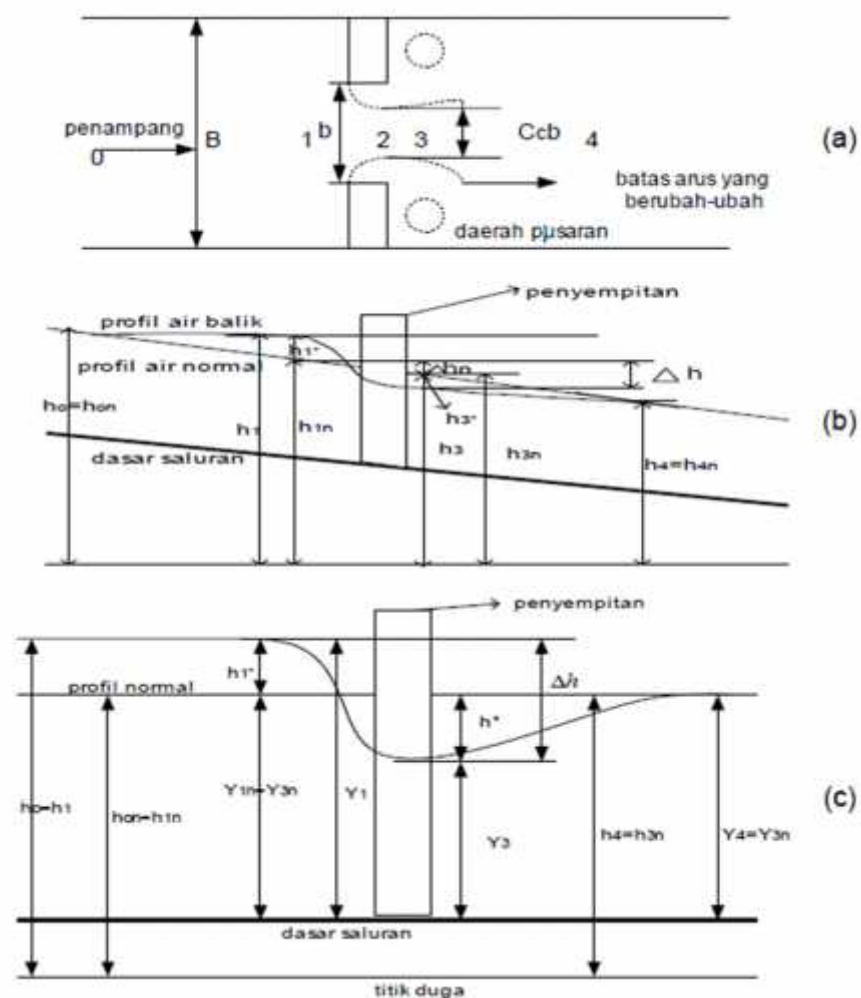 penampang
0
B
1
b
2
3
Ccb
4
(a)
batas arus yang
berubah-ubah
daerah pµsaran
penyempitan
profil air balik
h1*
profil air normal
△hn
△ h
(b)
ho=hon
h1
h1n
h3*
h3
h3n
h4=h4n
dasar saluran
penyempitan
h1*
Δh
profil normal
h*
ho=h1
hon=h1n
Y1n=Y3n
Y1
(c)
Y3
h4=h3n
Y4=Y3n
dasar saluran
titik duga